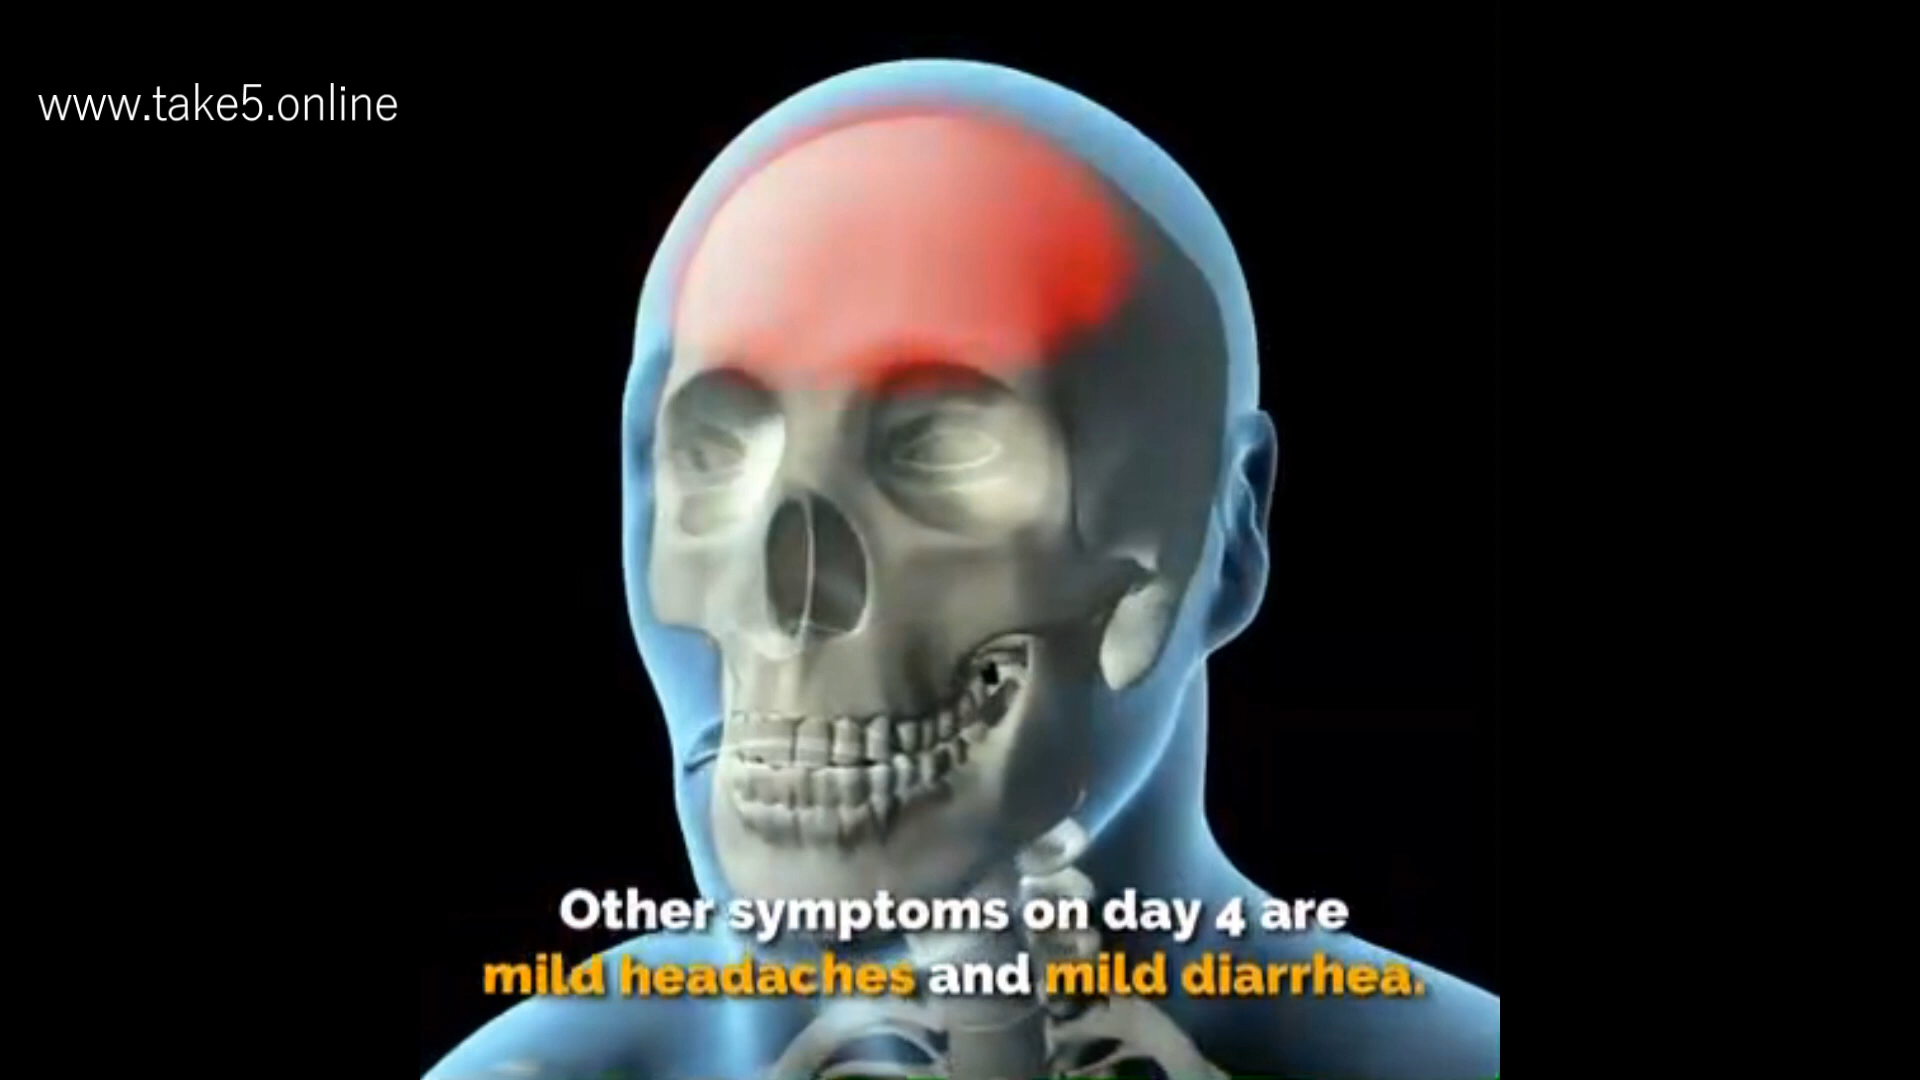 www.take5.online
Other symptoms on day 4 are
mild headaches and mild diarrhea.